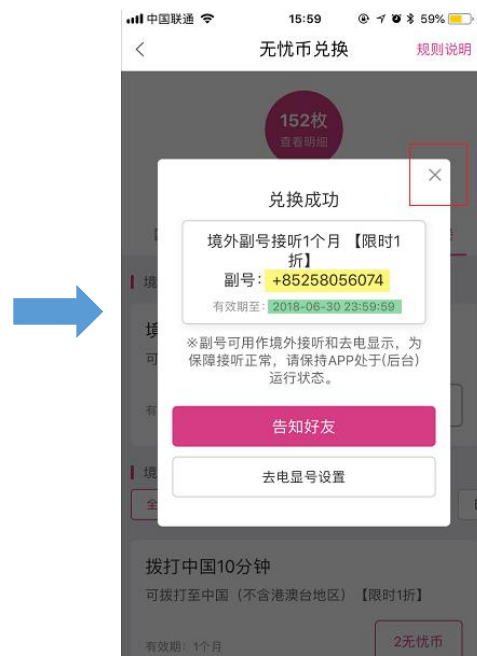 中国联通 15:59 59%
无忧币兑换 规则说明
152枚
查看明细
兑换成功
境外副号接听1个月 【限时1
折】
副号：+85258056074
有效期至：2018-06-30 23:59:59
※副号可用作境外接听和去电显示，为
保障接听正常，请保持APP处于(后台)
运行状态。
告知好友
去电显号设置
境
境
可
有
境
全
拨打中国10分钟
可拨打至中国（不含港澳台地区）【限时1折】
有效期：1个月
2无忧币